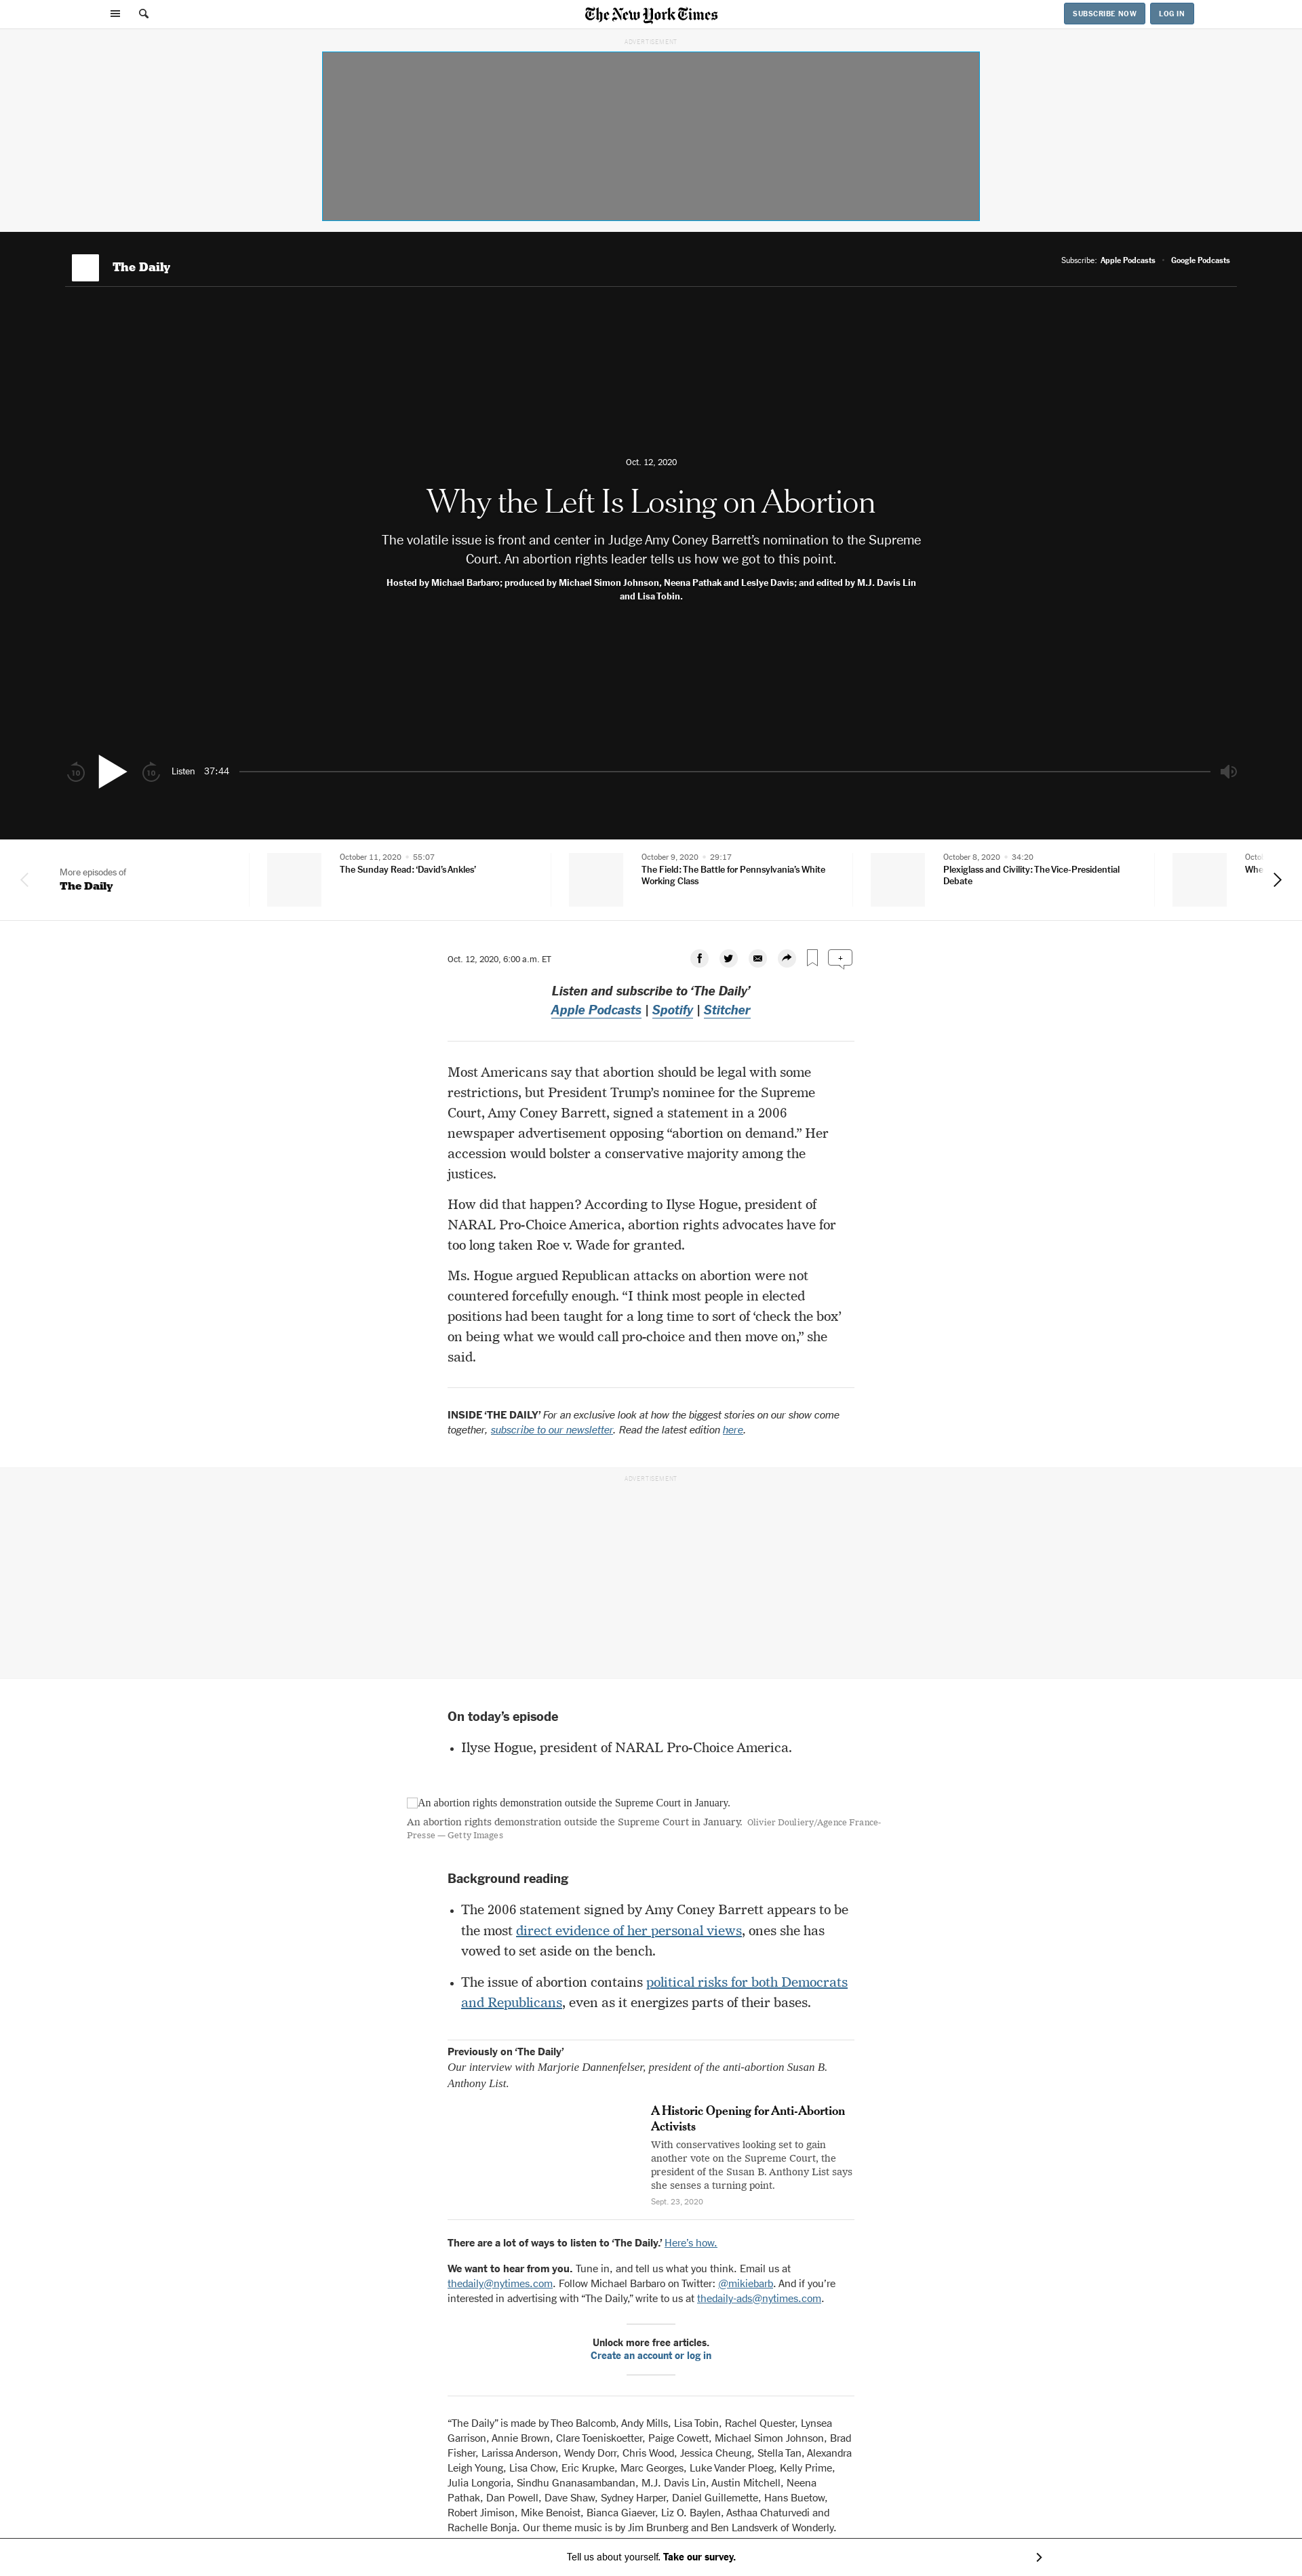 The New York Times
SUBSCRIBE NOW
LOG IN
ADVERTISEMENT
The Daily
Subscribe: Apple Podcasts • Google Podcasts
Oct. 12, 2020
Why the Left Is Losing on Abortion
The volatile issue is front and center in Judge Amy Coney Barrett’s nomination to the Supreme
Court. An abortion rights leader tells us how we got to this point.
Hosted by Michael Barbaro; produced by Michael Simon Johnson, Neena Pathak and Leslye Davis; and edited by M.J. Davis Lin
and Lisa Tobin.
10
10
Listen 37:44
More episodes of
The Daily
October 11, 2020 • 55:07
The Sunday Read: ‘David’s Ankles’
October 9, 2020 • 29:17
The Field: The Battle for Pennsylvania’s White
Working Class
October 8, 2020 • 34:20
Plexiglass and Civility: The Vice-Presidential
Debate
Oct. 12, 2020, 6:00 a.m. ET
Listen and subscribe to ‘The Daily’
Apple Podcasts | Spotify | Stitcher
Most Americans say that abortion should be legal with some
restrictions, but President Trump’s nominee for the Supreme
Court, Amy Coney Barrett, signed a statement in a 2006
newspaper advertisement opposing “abortion on demand.” Her
accession would bolster a conservative majority among the
justices.
How did that happen? According to Ilyse Hogue, president of
NARAL Pro-Choice America, abortion rights advocates have for
too long taken Roe v. Wade for granted.
Ms. Hogue argued Republican attacks on abortion were not
countered forcefully enough. “I think most people in elected
positions had been taught for a long time to sort of ‘check the box’
on being what we would call pro-choice and then move on,” she
said.
INSIDE ‘THE DAILY’ For an exclusive look at how the biggest stories on our show come
together, subscribe to our newsletter. Read the latest edition here.
ADVERTISEMENT
On today’s episode
• Ilyse Hogue, president of NARAL Pro-Choice America.
An abortion rights demonstration outside the Supreme Court in January.
An abortion rights demonstration outside the Supreme Court in January. Olivier Douliery/Agence France-
Presse — Getty Images
Background reading
• The 2006 statement signed by Amy Coney Barrett appears to be
the most direct evidence of her personal views, ones she has
vowed to set aside on the bench.
• The issue of abortion contains political risks for both Democrats
and Republicans, even as it energizes parts of their bases.
Previously on ‘The Daily’
Our interview with Marjorie Dannenfelser, president of the anti-abortion Susan B.
Anthony List.
A Historic Opening for Anti-Abortion
Activists
With conservatives looking set to gain
another vote on the Supreme Court, the
president of the Susan B. Anthony List says
she senses a turning point.
Sept. 23, 2020
There are a lot of ways to listen to ‘The Daily.’ Here’s how.
We want to hear from you. Tune in, and tell us what you think. Email us at
thedaily@nytimes.com. Follow Michael Barbaro on Twitter: @mikiebarb. And if you’re
interested in advertising with “The Daily,” write to us at thedaily-ads@nytimes.com.
Unlock more free articles.
Create an account or log in
“The Daily” is made by Theo Balcomb, Andy Mills, Lisa Tobin, Rachel Quester, Lynsea
Garrison, Annie Brown, Clare Toeniskoetter, Paige Cowett, Michael Simon Johnson, Brad
Fisher, Larissa Anderson, Wendy Dorr, Chris Wood, Jessica Cheung, Stella Tan, Alexandra
Leigh Young, Lisa Chow, Eric Krupke, Marc Georges, Luke Vander Ploeg, Kelly Prime,
Julia Longoria, Sindhu Gnanasambandan, M.J. Davis Lin, Austin Mitchell, Neena
Pathak, Dan Powell, Dave Shaw, Sydney Harper, Daniel Guillemette, Hans Buetow,
Robert Jimison, Mike Benoist, Bianca Giaever, Liz O. Baylen, Asthaa Chaturvedi and
Rachelle Bonja. Our theme music is by Jim Brunberg and Ben Landsverk of Wonderly.
Tell us about yourself. Take our survey.